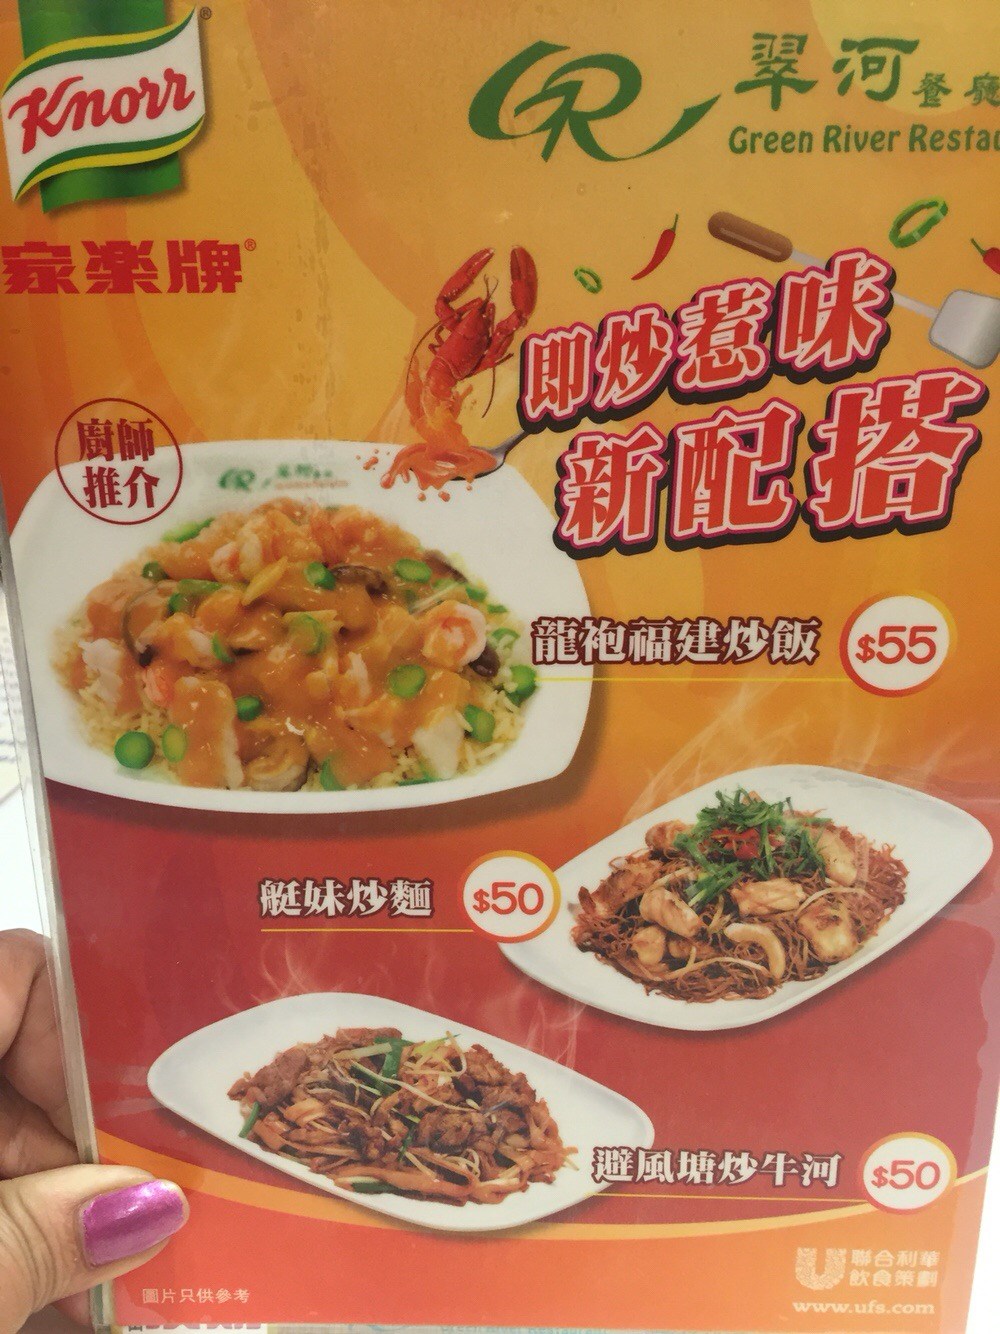 Knorr®
家樂牌®
翠河餐廳
Green River Restau
即炒惹味
新配搭
廚師
推介
龍袍福建炒飯 $55
艇妹炒麵 $50
避風塘炒牛河 $50
聯合利華
飲食策劃
www.ufs.com
圖片只供參考